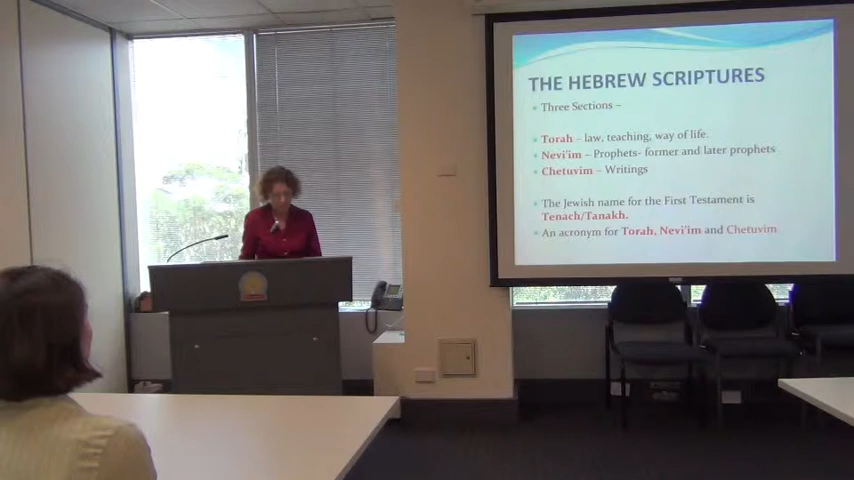 THE HEBREW SCRIPTURES
Three Sections –
Torah – law, teaching, way of life.
Nevi'im – Prophets- former and later prophets
Chetuvim – Writings
The Jewish name for the First Testament is
Tenach/Tanakh.
An acronym for Torah, Nevi'im and Chetuvim